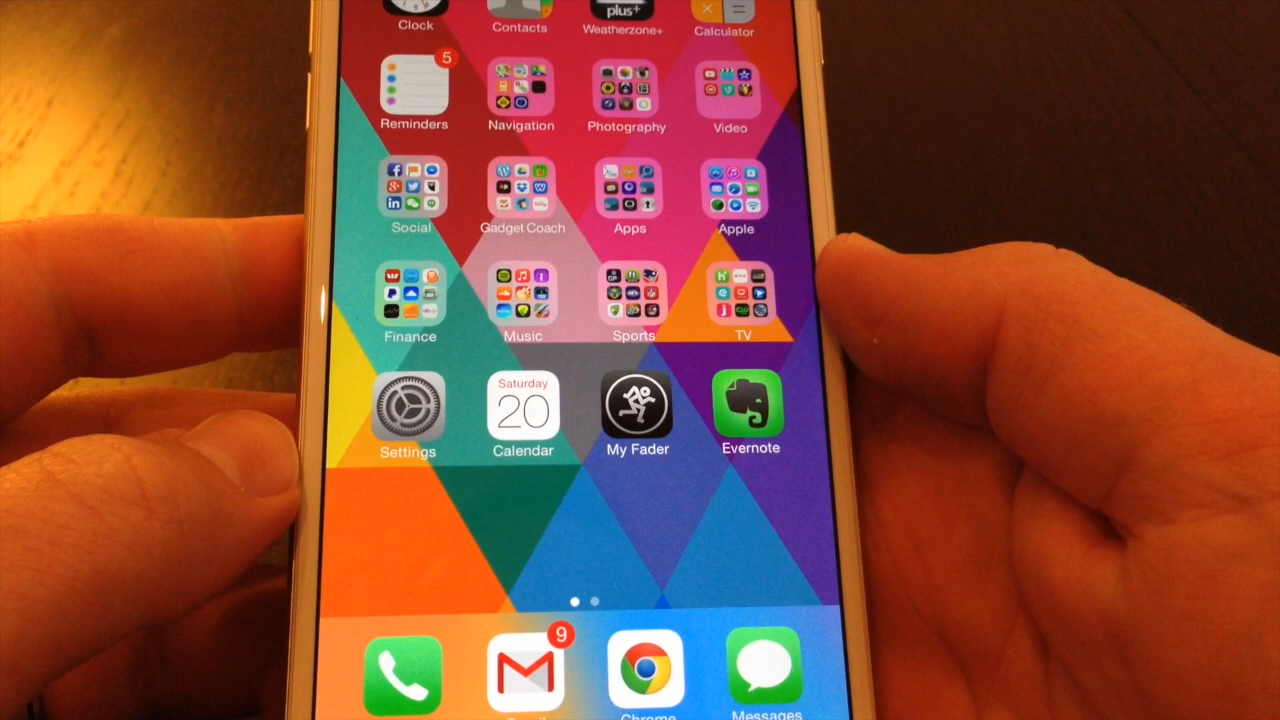 Clock Contacts plus+ Weatherzone+ Calculator
5
Reminders Navigation Photography Video
Social Gadget Coach Apps Apple
Finance Music Sports TV
Saturday
20
Settings Calendar My Fader Evernote
9
Chrome Messages